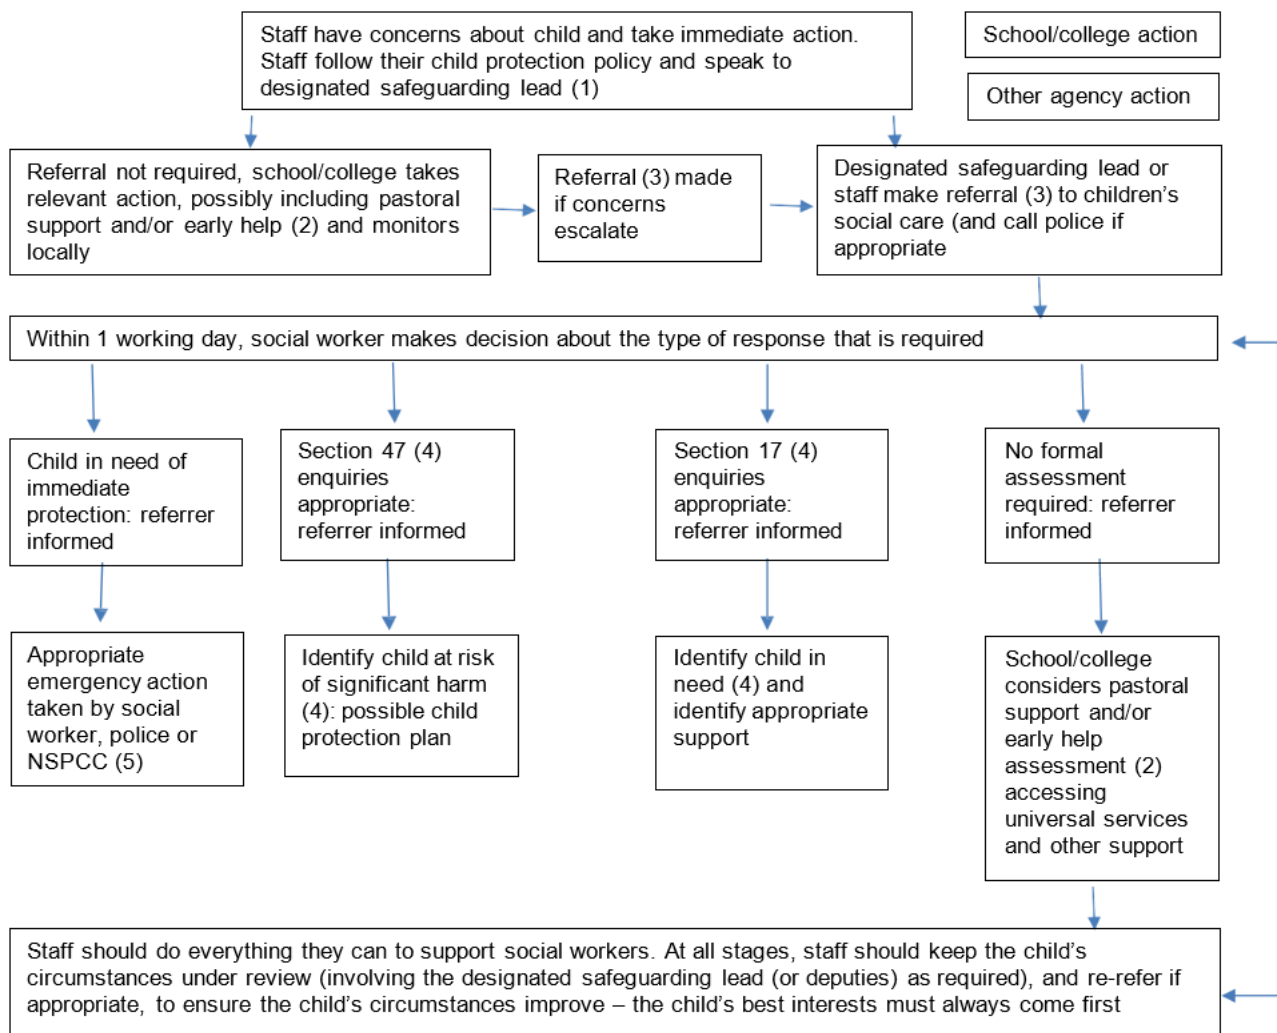 Staff have concerns about child and take immediate action.
Staff follow their child protection policy and speak to
designated safeguarding lead (1)
School/college action
Other agency action
Referral not required, school/college takes
relevant action, possibly including pastoral
support and/or early help (2) and monitors
locally
Referral (3) made
if concerns
escalate
Designated safeguarding lead or
staff make referral (3) to children’s
social care (and call police if
appropriate
Within 1 working day, social worker makes decision about the type of response that is required
Child in need of
immediate
protection: referrer
informed
Section 47 (4)
enquiries
appropriate:
referrer informed
Section 17 (4)
enquiries
appropriate:
referrer informed
No formal
assessment
required: referrer
informed
Appropriate
emergency action
taken by social
worker, police or
NSPCC (5)
Identify child at risk
of significant harm
(4): possible child
protection plan
Identify child in
need (4) and
identify appropriate
support
School/college
considers pastoral
support and/or
early help
assessment (2)
accessing
universal services
and other support
Staff should do everything they can to support social workers. At all stages, staff should keep the child’s
circumstances under review (involving the designated safeguarding lead (or deputies) as required), and re-refer if
appropriate, to ensure the child’s circumstances improve – the child’s best interests must always come first